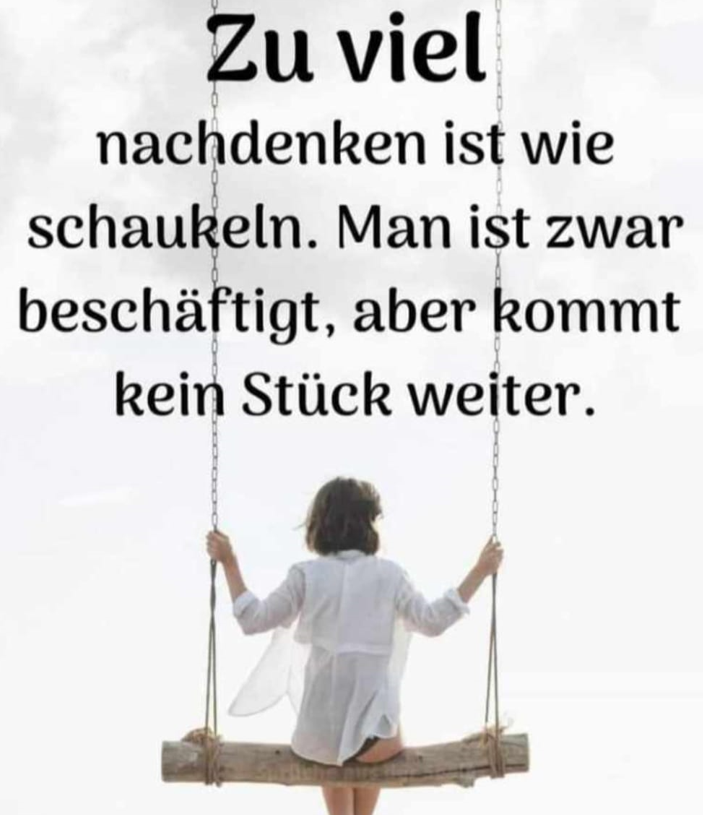 Zu viel
nachdenken ist wie
schaukeln. Man ist zwar
beschäftigt, aber kommt
kein Stück weiter.